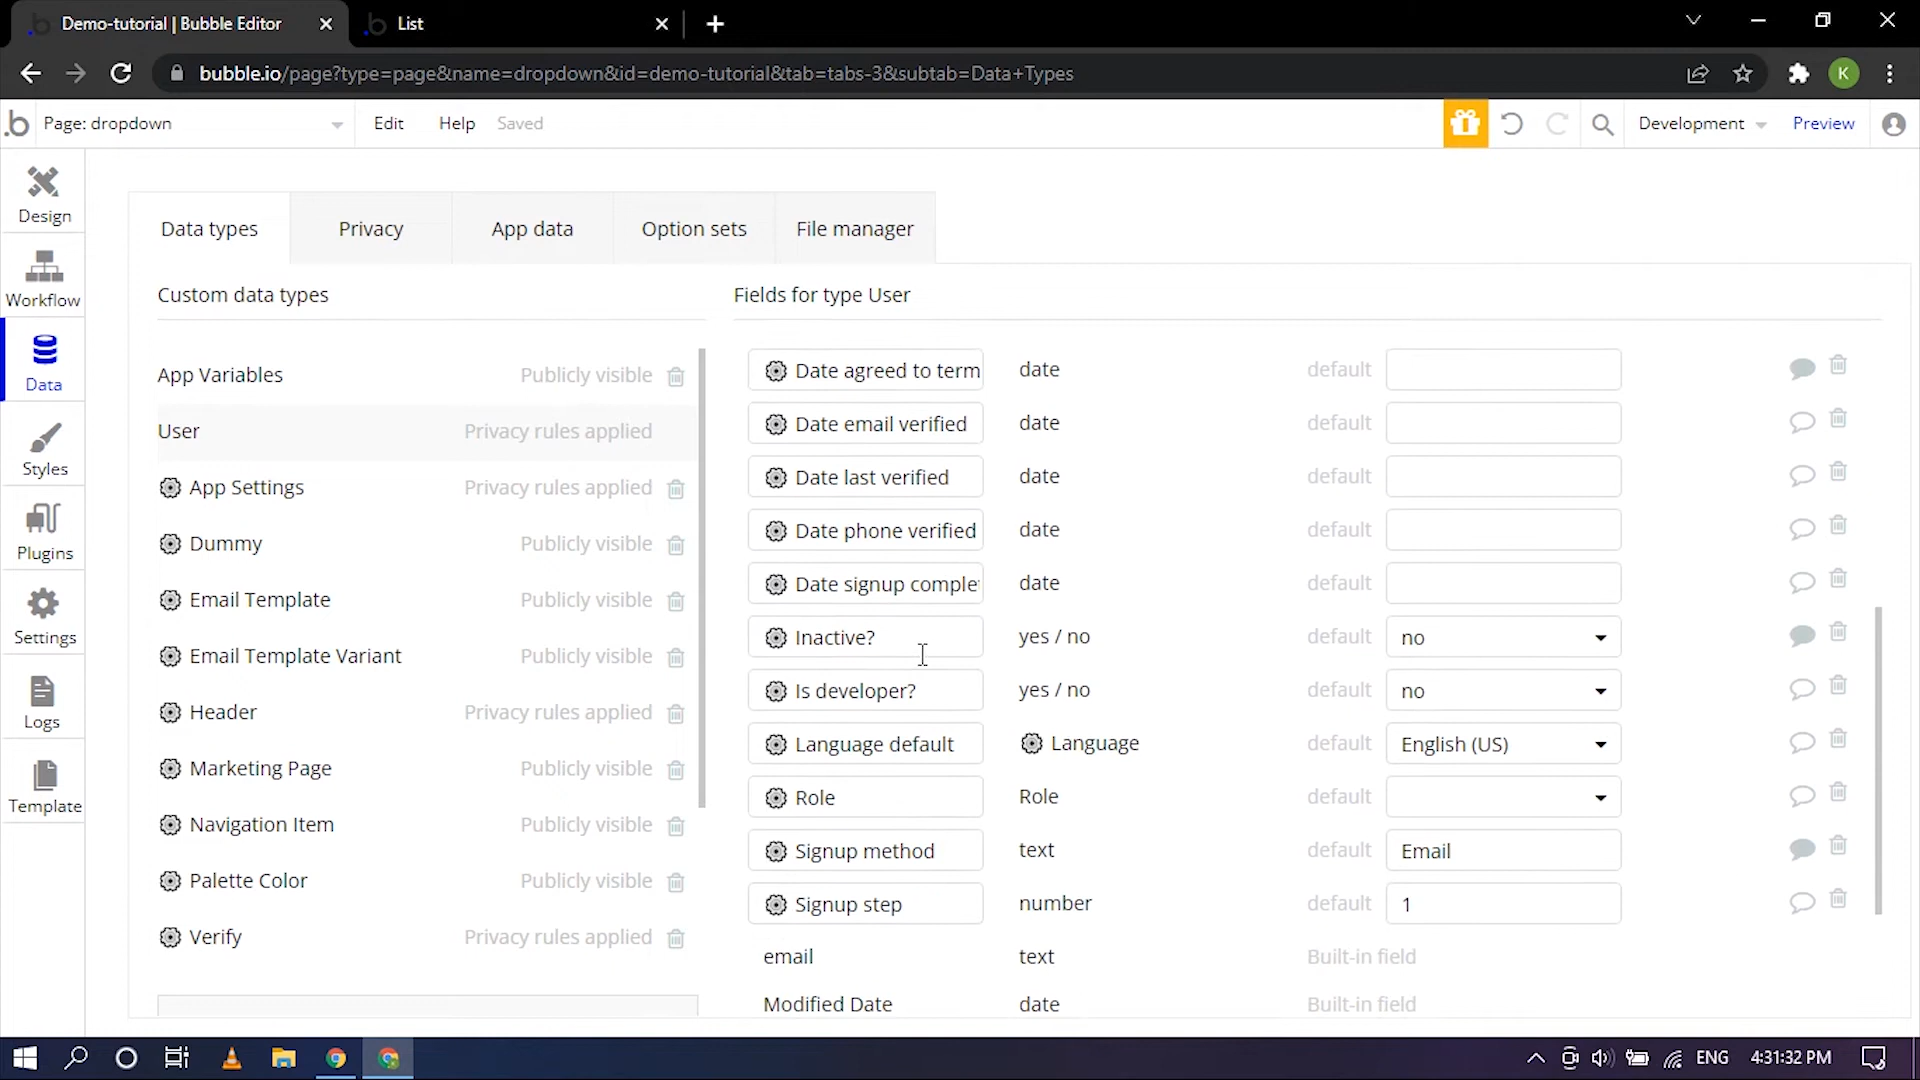 Demo-tutorial | Bubble Editor
List
bubble.io/page?type=page&name=dropdown&id=demo-tutorial&tab=tabs-3&subtab=Data+Types
K
Page: dropdown
Edit
Help
Saved
Development
Preview
Design
Workflow
Data
Styles
Plugins
Settings
Logs
Template
Data types
Privacy
App data
Option sets
File manager
Custom data types
App Variables Publicly visible
User Privacy rules applied
App Settings Privacy rules applied
Dummy Publicly visible
Email Template Publicly visible
Email Template Variant Publicly visible
Header Privacy rules applied
Marketing Page Publicly visible
Navigation Item Publicly visible
Palette Color Publicly visible
Verify Privacy rules applied
Fields for type User
Date agreed to term date default
Date email verified date default
Date last verified date default
Date phone verified date default
Date signup comple date default
Inactive? yes / no default no
Is developer? yes / no default no
Language default Language default English (US)
Role Role default
Signup method text default Email
Signup step number default 1
email text Built-in field
Modified Date date Built-in field
ENG
4:31:32 PM